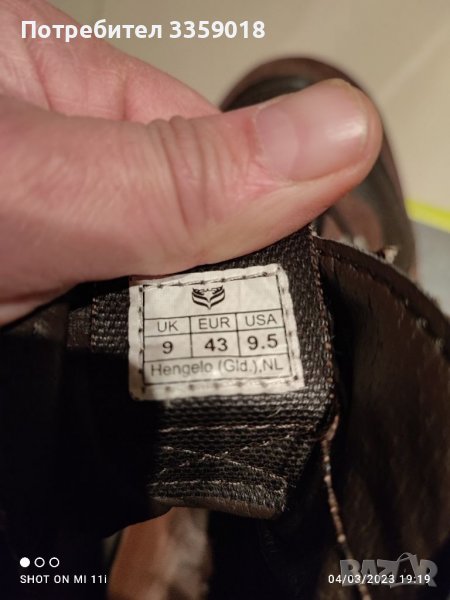 Потребител 3359018
UK EUR USA
9 43 9.5
Hengelo (Gld.),NL
SHOT ON MI 11i
04/03/2023 19:19
BAZAR